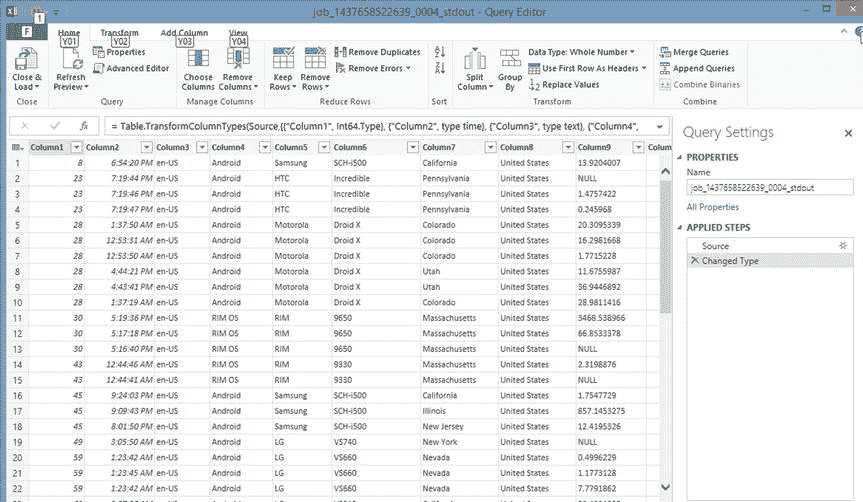 job_1437658522639_0004_stdout - Query Editor
1
F Home Transform Add Column View
Y01 Y02 Y03 Y04
Close & Load
Refresh Preview
Properties
Advanced Editor
Choose Columns
Remove Columns
Keep Rows
Remove Rows
Remove Duplicates
Remove Errors
Split Column
Group By
Data Type: Whole Number
Use First Row As Headers
Replace Values
Merge Queries
Append Queries
Combine Binaries
Close Query Manage Columns Reduce Rows Sort Transform Combine
= Table.TransformColumnTypes(Source,{{"Column1", Int64.Type}, {"Column2", type time}, {"Column3", type text}, {"Column4",
Column1 Column2 Column3 Column4 Column5 Column6 Column7 Column8 Column9 Colum
1 8 6:54:20 PM en-US Android Samsung SCH-i500 California United States 13.9204007
2 23 7:19:44 PM en-US Android HTC Incredible Pennsylvania United States NULL
3 23 7:19:46 PM en-US Android HTC Incredible Pennsylvania United States 1.4757422
4 23 7:19:47 PM en-US Android HTC Incredible Pennsylvania United States 0.245968
5 28 1:37:50 AM en-US Android Motorola Droid X Colorado United States 20.3095339
6 28 12:53:31 AM en-US Android Motorola Droid X Colorado United States 16.2981668
7 28 12:53:50 AM en-US Android Motorola Droid X Colorado United States 1.7715228
8 28 4:44:21 PM en-US Android Motorola Droid X Utah United States 11.6755987
9 28 4:43:41 PM en-US Android Motorola Droid X Utah United States 36.9446892
10 28 1:37:19 AM en-US Android Motorola Droid X Colorado United States 28.9811416
11 30 5:19:36 PM en-US RIM OS RIM 9650 Massachusetts United States 3468.538966
12 30 5:17:18 PM en-US RIM OS RIM 9650 Massachusetts United States 66.8533378
13 30 5:16:40 PM en-US RIM OS RIM 9650 Massachusetts United States NULL
14 43 12:44:46 AM en-US RIM OS RIM 9330 Massachusetts United States 2.3198876
15 43 12:44:41 AM en-US RIM OS RIM 9330 Massachusetts United States NULL
16 45 9:24:03 PM en-US Android Samsung SCH-i500 California United States 1.7547729
17 45 9:09:43 PM en-US Android Samsung SCH-i500 Illinois United States 857.1453275
18 45 8:01:50 PM en-US Android Samsung SCH-i500 New Jersey United States 12.4195326
19 49 3:05:50 AM en-US Android LG VS740 New York United States NULL
20 59 1:23:42 AM en-US Android LG VS660 Nevada United States 0.4996229
21 59 1:23:45 AM en-US Android LG VS660 Nevada United States 1.1773128
22 59 1:23:42 AM en-US Android LG VS660 Nevada United States 7.7791862
Query Settings
PROPERTIES
Name
job_1437658522639_0004_stdout
All Properties
APPLIED STEPS
Source
Changed Type